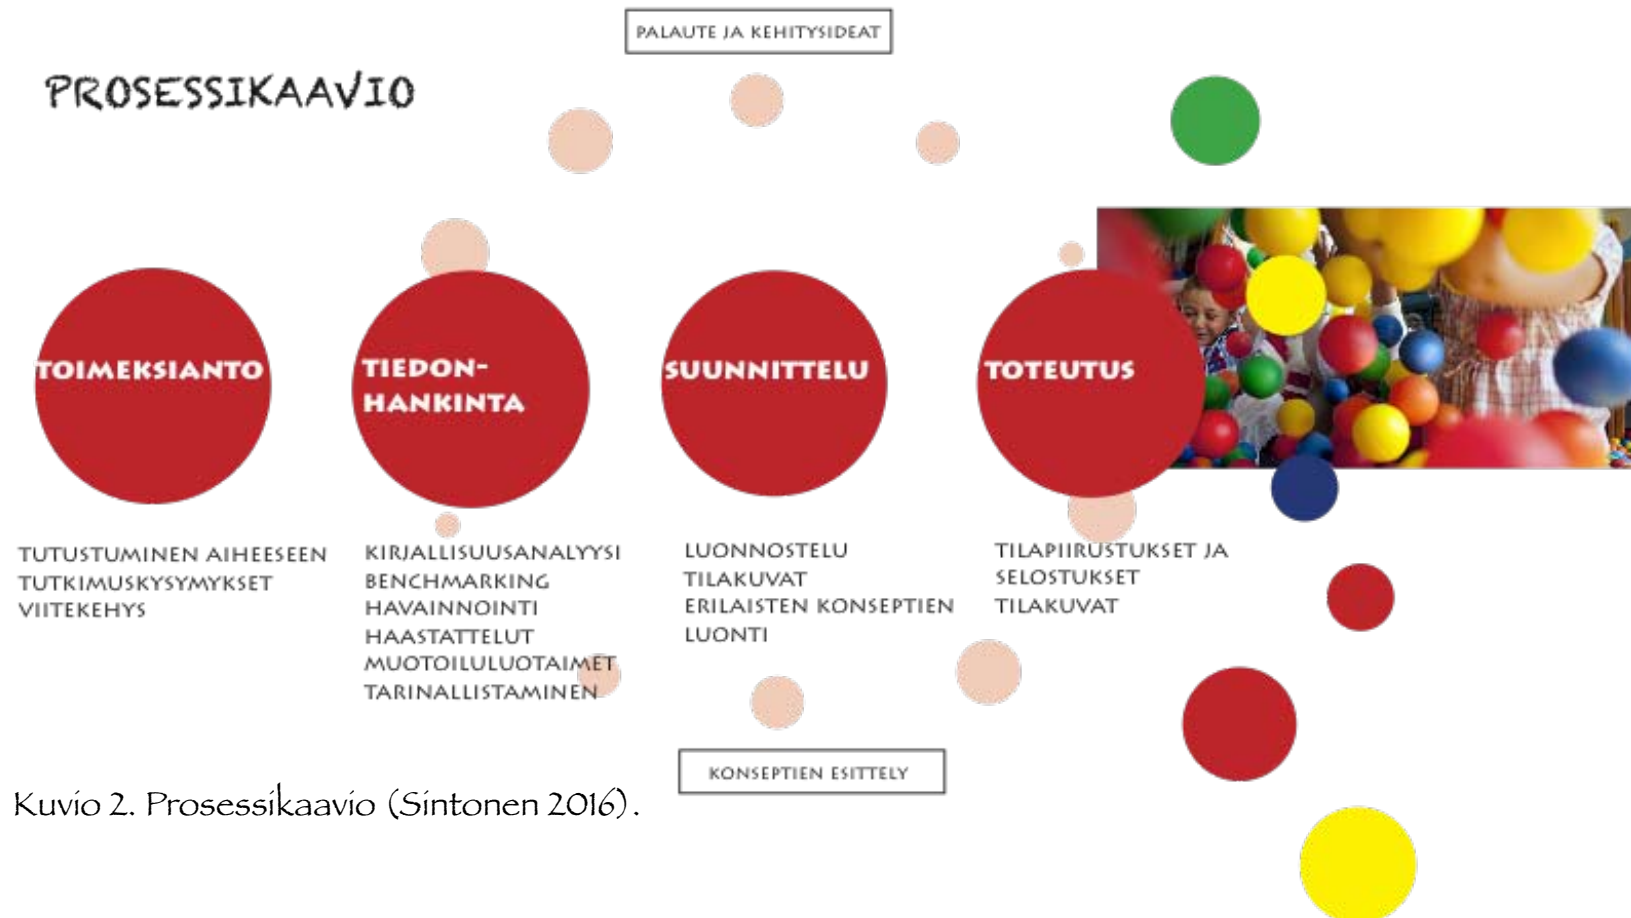 PALAUTE JA KEHITYSIDEAT
PROSESSIKAAVIO
TOIMEKSIANTO
TUTUSTUMINEN AIHEESEEN
TUTKIMUSKYSYMYKSET
VIITEKEHYS
TIEDON-
HANKINTA
KIRJALLISUUSANALYYSI
BENCHMARKING
HAVAINNOINTI
HAASTATTELUT
MUOTOILULUOTAIMET
TARINALLISTAMINEN
SUUNNITTELU
LUONNOSTELU
TILAKUVAT
ERILAISTEN KONSEPTIEN
LUONTI
TOTEUTUS
TILAPIIRUSTUKSET JA
SELOSTUKSET
TILAKUVAT
KONSEPTIEN ESITTELY
Kuvio 2. Prosessikaavio (Sintonen 2016).